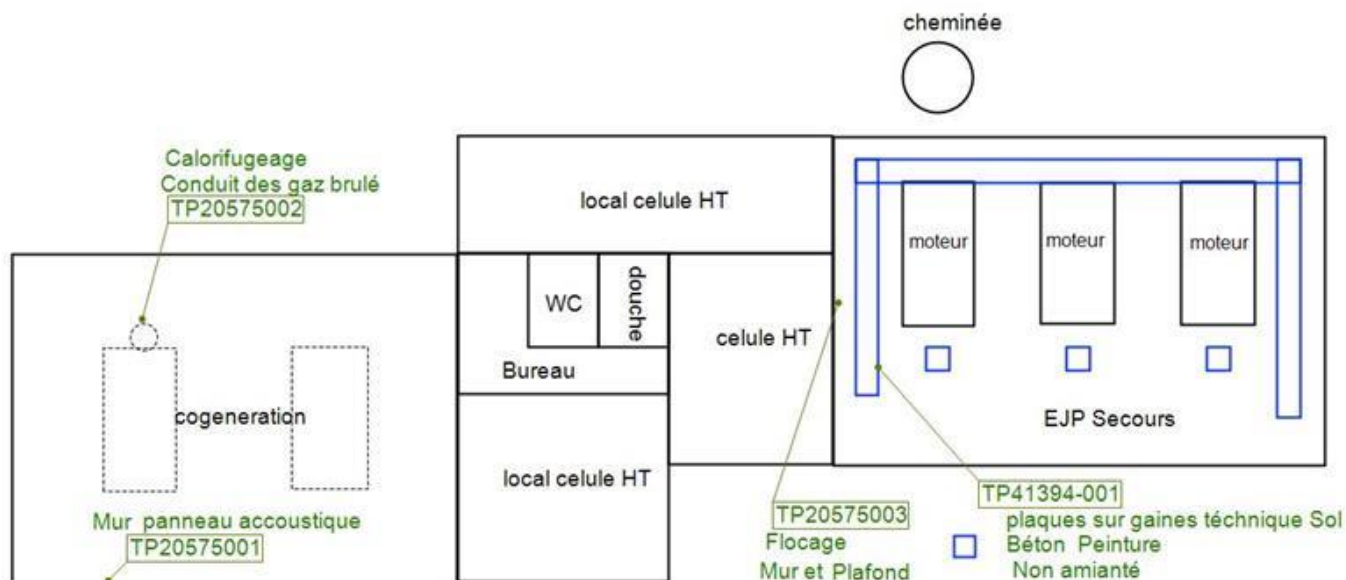 cheminée
Calorifugeage
Conduit des gaz brulé
TP20575002
local celule HT
moteur
moteur
moteur
WC
douche
celule HT
Bureau
cogeneration
EJP Secours
local celule HT
Mur panneau accoustique
TP20575001
TP20575003
Flocage
Mur et Plafond
TP41394-001
plaques sur gaines téchnique Sol
Béton Peinture
Non amianté